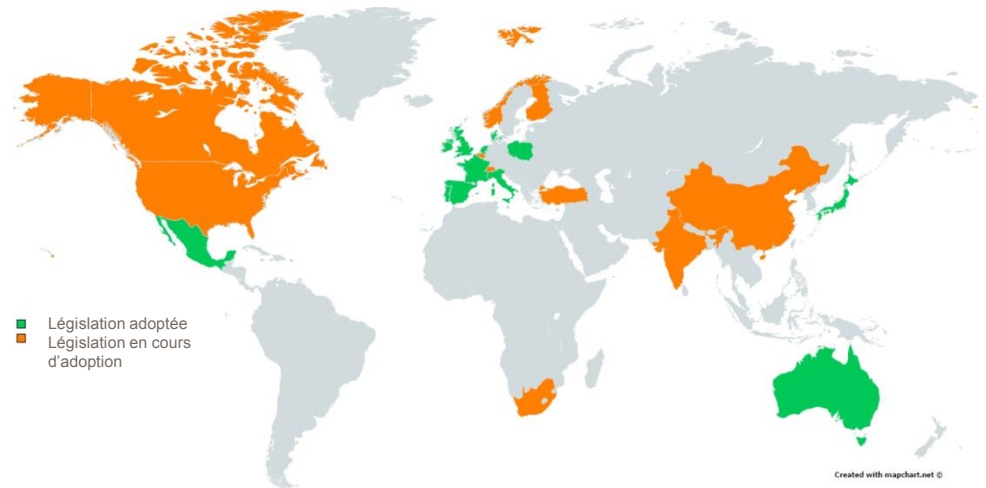 Législation adoptée
Législation en cours
d'adoption
Created with mapchart.net ©